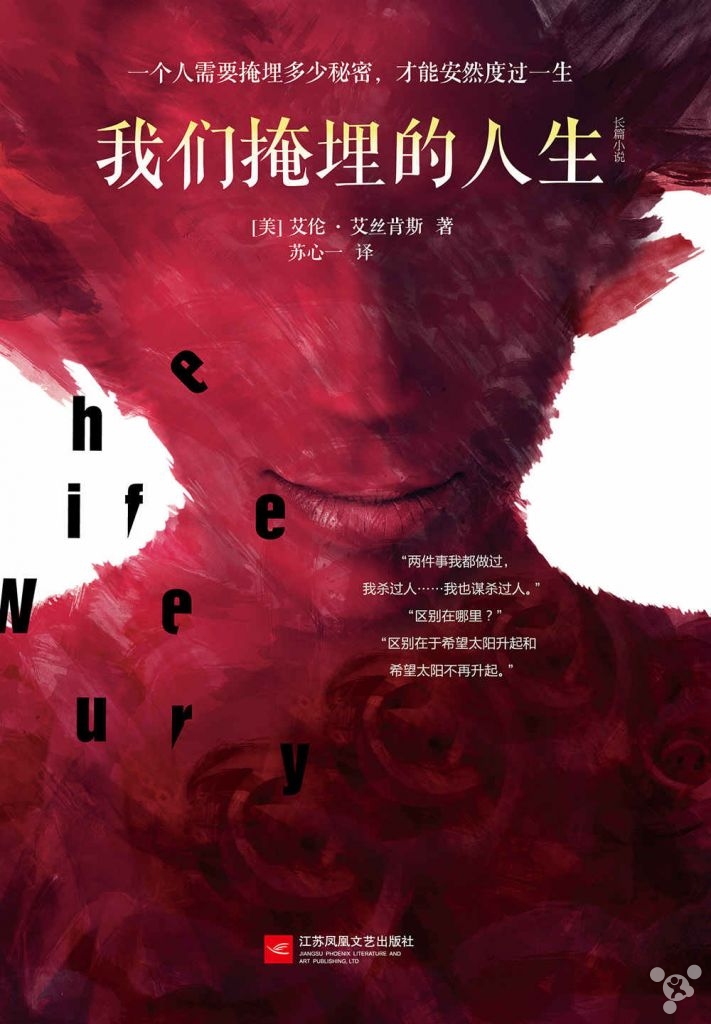 一个人需要掩埋多少秘密，才能安然度过一生
我们掩埋的人生
长篇小说
[美] 艾伦·艾丝肯斯 著
苏心一 译
e
h
i f e e
w e
u r y
“两件事我都做过，
我杀过人……我也谋杀过人。”
“区别在哪里？”
“区别在于希望太阳升起和
希望太阳不再升起。”
江苏凤凰文艺出版社
JIANGSU PHOENIX LITERATURE AND
ART PUBLISHING, LTD